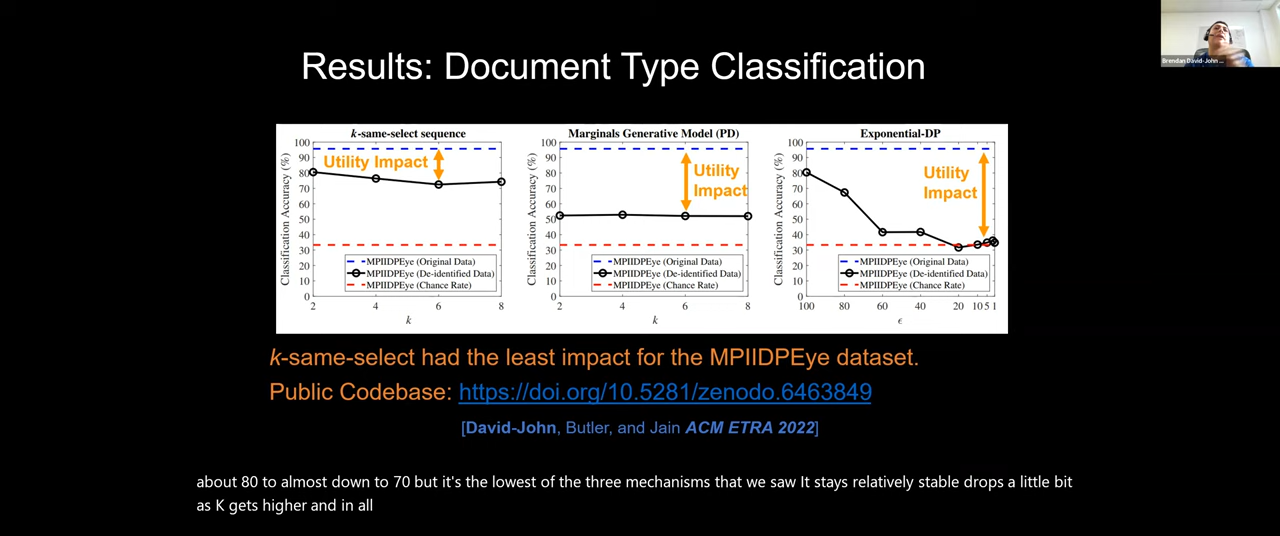 Brendan David-John ...
Results: Document Type Classification
k-same-select sequence
Classification Accuracy (%)
100
90
80
70
60
50
40
30
20
10
0
Utility Impact
MPIIDPEye (Original Data)
MPIIDPEye (De-identified Data)
MPIIDPEye (Chance Rate)
2 4 6 8
k
Marginals Generative Model (PD)
Classification Accuracy (%)
100
90
80
70
60
50
40
30
20
10
0
Utility
Impact
MPIIDPEye (Original Data)
MPIIDPEye (De-identified Data)
MPIIDPEye (Chance Rate)
2 4 6 8
k
Exponential-DP
Classification Accuracy (%)
100
90
80
70
60
50
40
30
20
10
0
Utility
Impact
MPIIDPEye (Original Data)
MPIIDPEye (De-identified Data)
MPIIDPEye (Chance Rate)
100 80 60 40 20 10 5 1
ϵ
k-same-select had the least impact for the MPIIDPEye dataset.
Public Codebase: https://doi.org/10.5281/zenodo.6463849
[David-John, Butler, and Jain ACM ETRA 2022]
about 80 to almost down to 70 but it's the lowest of the three mechanisms that we saw It stays relatively stable drops a little bit
as K gets higher and in all